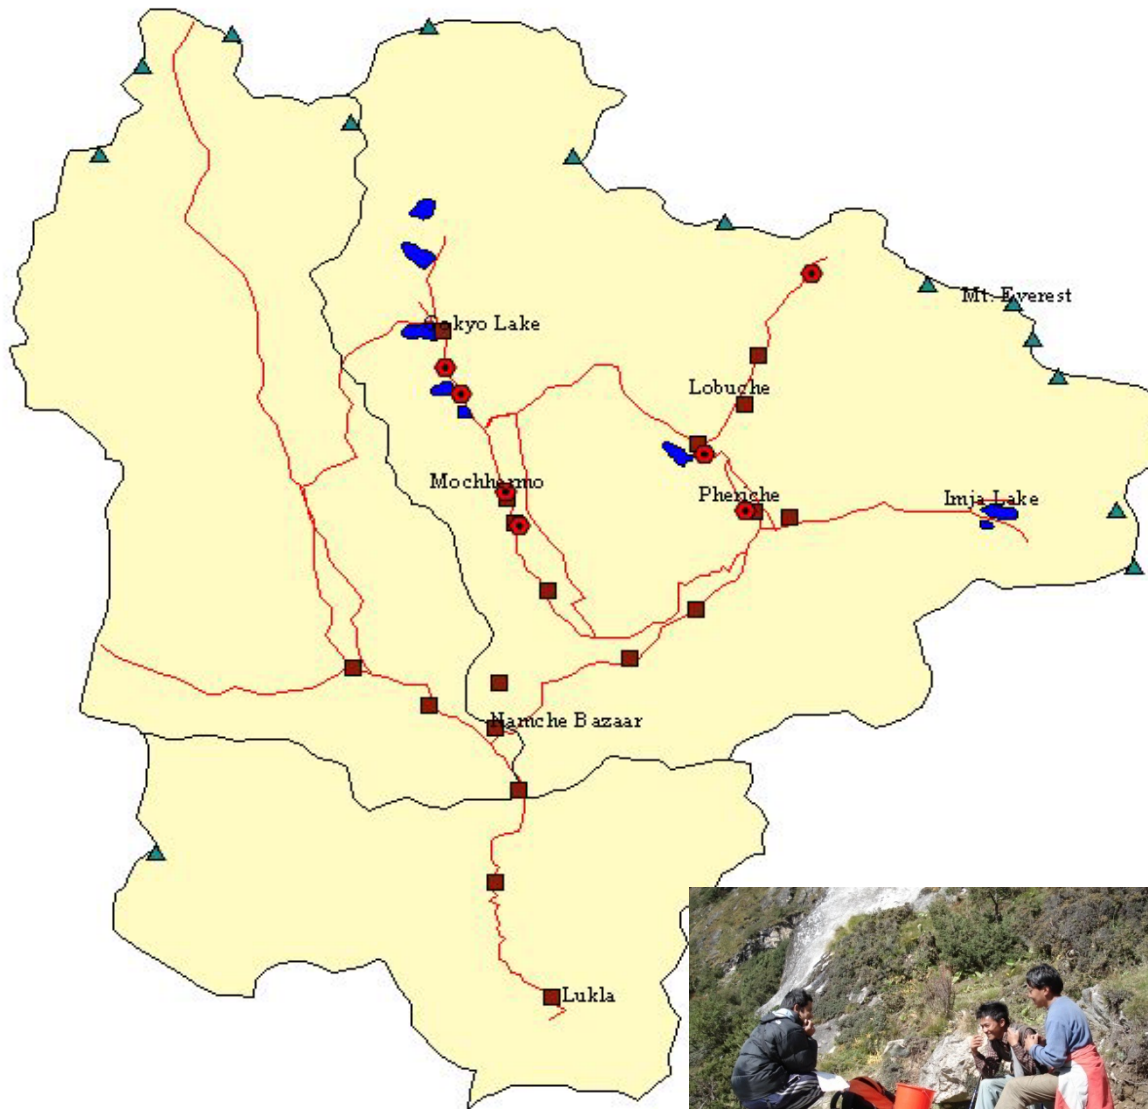 Mt. Everest
Gokyo Lake
Lobuche
Mochhermo
Pheriche
Imja Lake
Namche Bazaar
Lukla